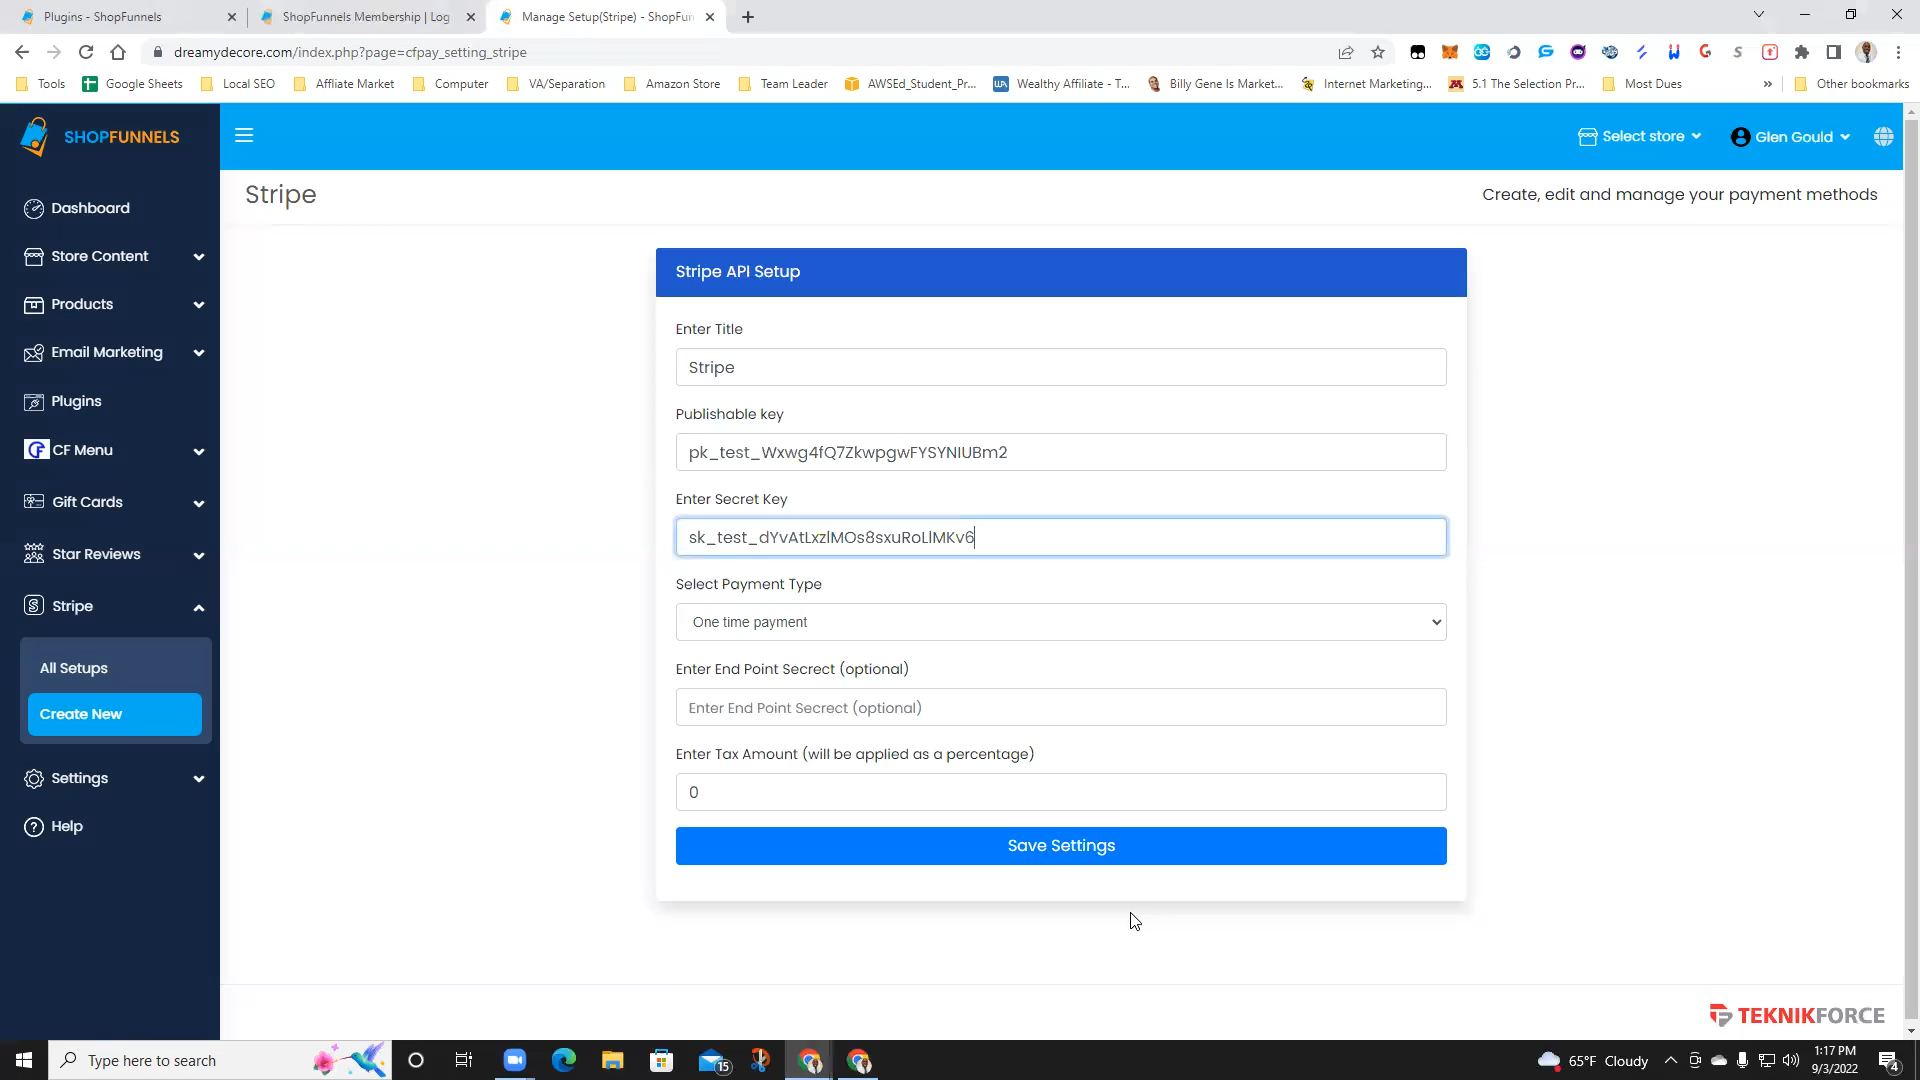 Plugins - ShopFunnels
ShopFunnels Membership | Log
Manage Setup(Stripe) - ShopFun
dreamydecore.com/index.php?page=cfpay_setting_stripe
Tools
Google Sheets
Local SEO
Affliate Market
Computer
VA/Separation
Amazon Store
Team Leader
AWSEd_Student_Pr...
Wealthy Affiliate - T...
Billy Gene Is Market...
Internet Marketing...
5.1 The Selection Pr...
Most Dues
»
Other bookmarks
SHOPFUNNELS
Select store
Glen Gould
Stripe
Create, edit and manage your payment methods
Dashboard
Store Content
Products
Email Marketing
Plugins
CF Menu
Gift Cards
Star Reviews
Stripe
All Setups
Create New
Settings
Help
Stripe API Setup
Enter Title
Stripe
Publishable key
pk_test_Wxwg4fQ7ZkwpgwFYSYNIUBm2
Enter Secret Key
sk_test_dYvAtLxzlMOs8sxuRoLlMKv6
Select Payment Type
One time payment
Enter End Point Secrect (optional)
Enter End Point Secrect (optional)
Enter Tax Amount (will be applied as a percentage)
0
Save Settings
TEKNIKFORCE
Type here to search
15
65°F Cloudy
1:17 PM
9/3/2022
4